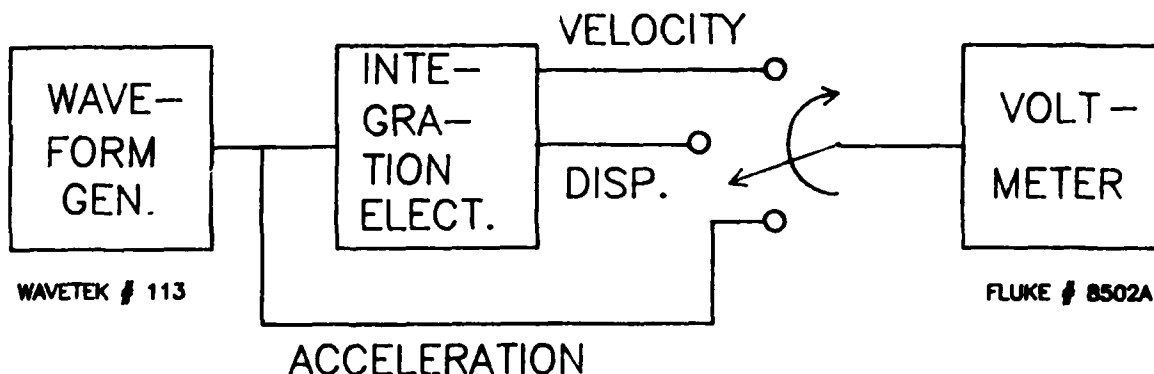 VELOCITY
WAVE-
FORM
GEN.
INTE-
GRA-
TION
ELECT.
DISP.
VOLT-
METER
WAVETEK # 113
FLUKE # 8502A
ACCELERATION